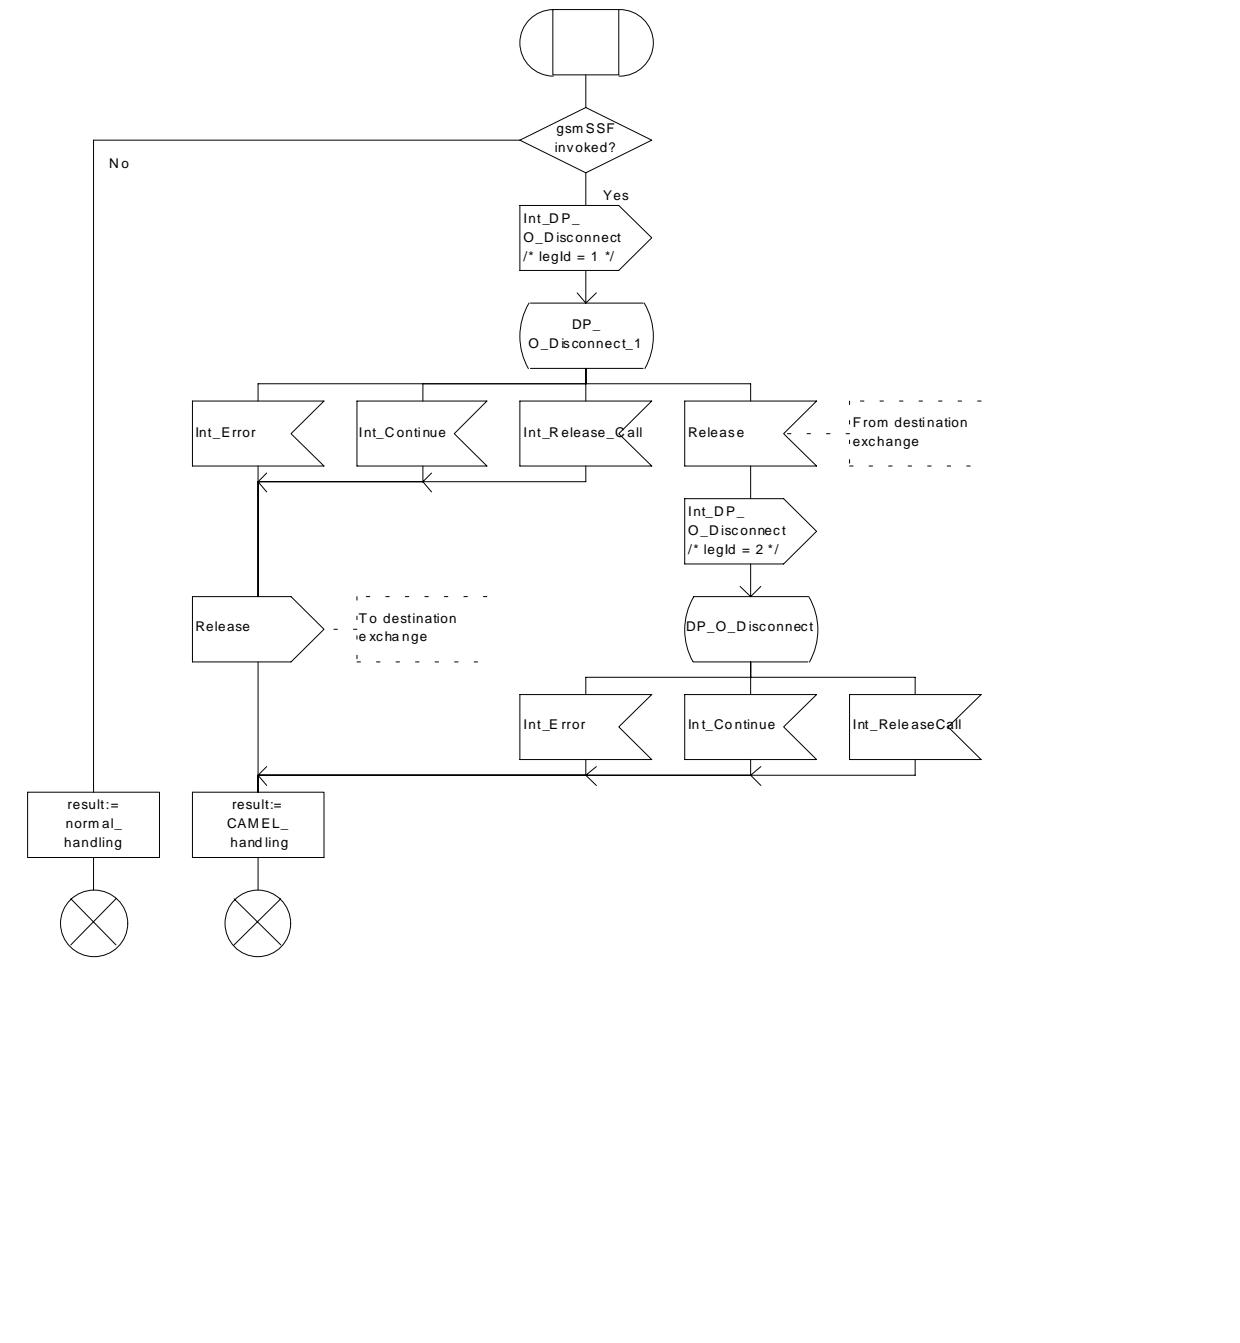 gsmSSF
invoked?
No
Yes
Int_DP_
O_Disconnect
/* legId = 1 */
DP_
O_Disconnect_1
Int_Error
Int_Continue
Int_Release_Call
Release
From destination
exchange
Int_DP_
O_Disconnect
/* legId = 2 */
Release
To destination
exchange
DP_O_Disconnect
Int_Error
Int_Continue
Int_ReleaseCall
result:=
normal_
handling
result:=
CAMEL_
handling